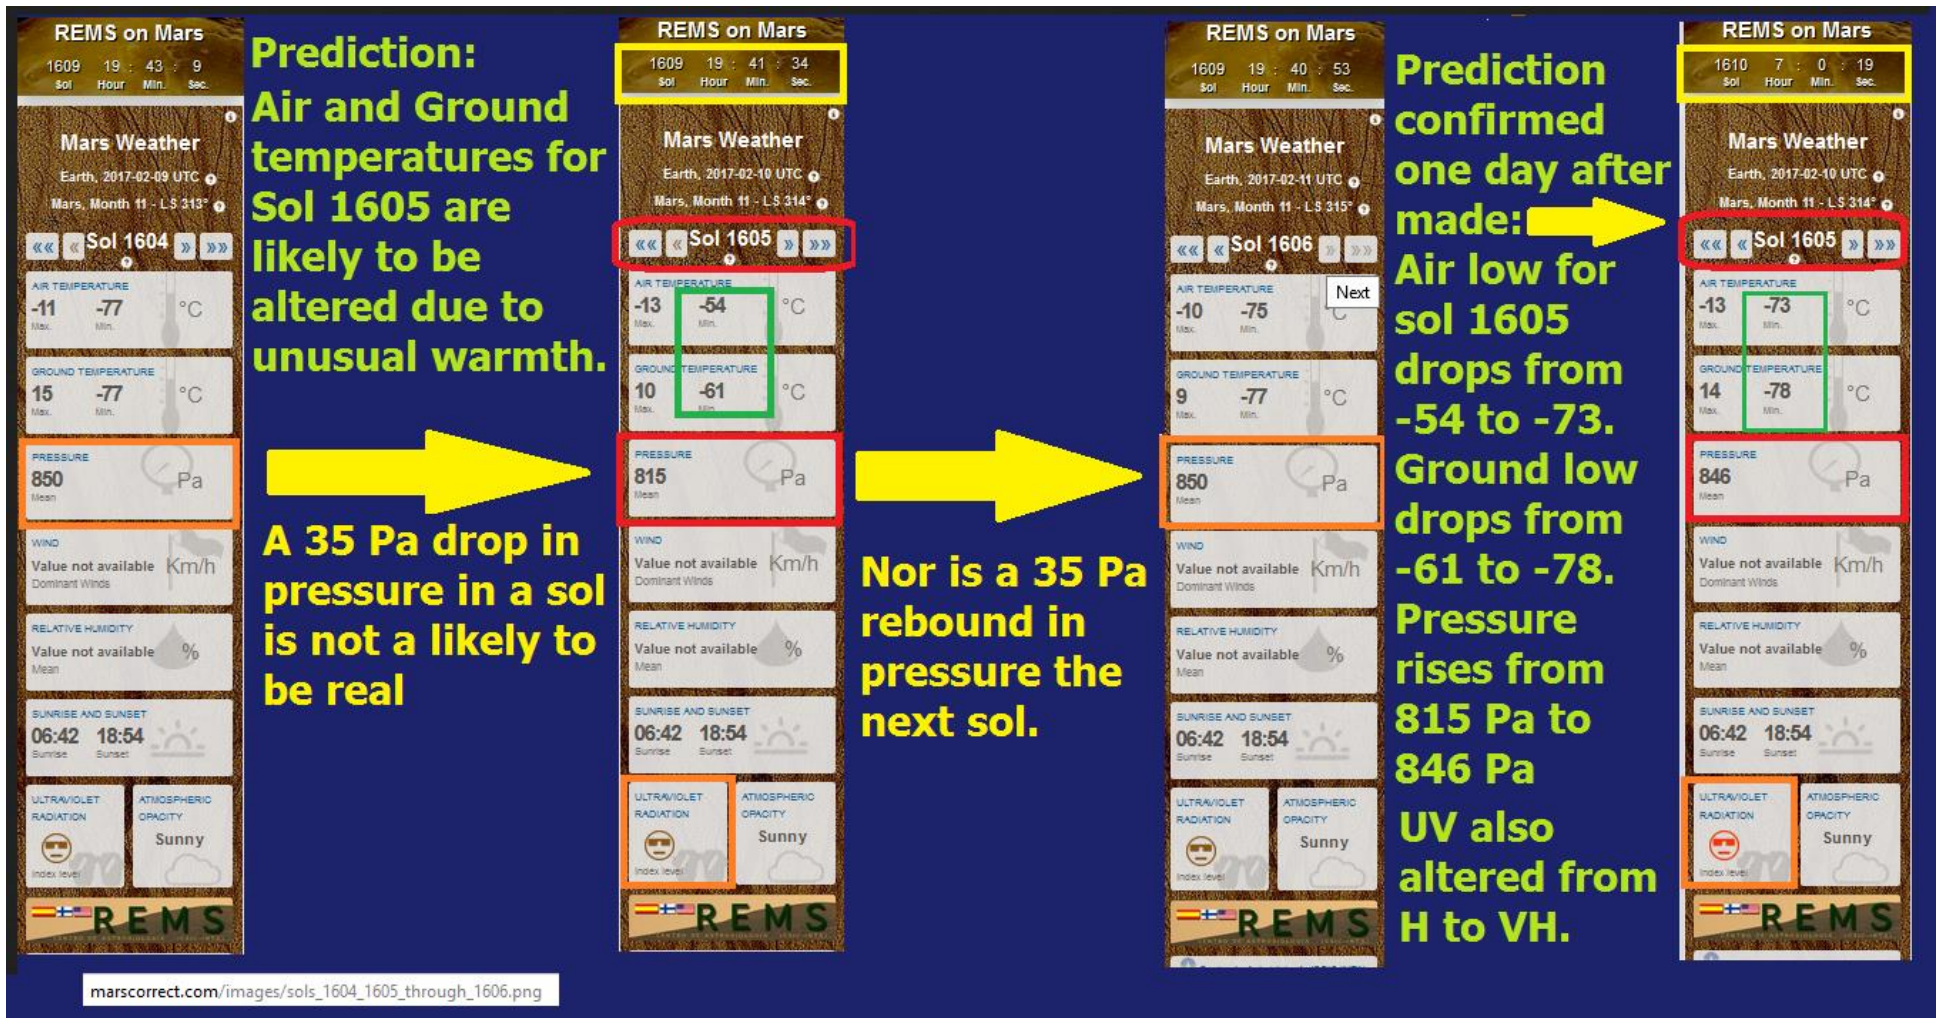 REMS on Mars
1609 19 : 43 : 9
Sol Hour Min. Sec.
Mars Weather
Earth, 2017-02-09 UTC
Mars, Month 11 - LS 313°
«« « Sol 1604 » »»
AIR TEMPERATURE
-11 -77 °C
Max. Min.
GROUND TEMPERATURE
15 -77 °C
Max. Min.
PRESSURE
850 Pa
Mean
WIND
Value not available Km/h
Dominant Winds
RELATIVE HUMIDITY
Value not available %
Mean
SUNRISE AND SUNSET
06:42 18:54
Sunrise Sunset
ULTRAVIOLET RADIATION
Index level
ATMOSPHERIC OPACITY
Sunny
REMS
Prediction:
Air and Ground
temperatures for
Sol 1605 are
likely to be
altered due to
unusual warmth.
A 35 Pa drop in
pressure in a sol
is not a likely to
be real
REMS on Mars
1609 19 : 41 : 34
Sol Hour Min. Sec.
Mars Weather
Earth, 2017-02-10 UTC
Mars, Month 11 - LS 314°
«« « Sol 1605 » »»
AIR TEMPERATURE
-13 -54 °C
Max. Min.
GROUND TEMPERATURE
10 -61 °C
Max. Min.
PRESSURE
815 Pa
Mean
WIND
Value not available Km/h
Dominant Winds
RELATIVE HUMIDITY
Value not available %
Mean
SUNRISE AND SUNSET
06:42 18:54
Sunrise Sunset
ULTRAVIOLET RADIATION
Index level
ATMOSPHERIC OPACITY
Sunny
REMS
Nor is a 35 Pa
rebound in
pressure the
next sol.
REMS on Mars
1609 19 : 40 : 53
Sol Hour Min. Sec.
Mars Weather
Earth, 2017-02-11 UTC
Mars, Month 11 - LS 315°
«« « Sol 1606 » »»
AIR TEMPERATURE
Next
-10 -75
Max. Min.
GROUND TEMPERATURE
9 -77 °C
Max. Min.
PRESSURE
850 Pa
Mean
WIND
Value not available Km/h
Dominant Winds
RELATIVE HUMIDITY
Value not available %
Mean
SUNRISE AND SUNSET
06:42 18:54
Sunrise Sunset
ULTRAVIOLET RADIATION
Index level
ATMOSPHERIC OPACITY
Sunny
REMS
Prediction
confirmed
one day after
made:
Air low for
sol 1605
drops from
-54 to -73.
Ground low
drops from
-61 to -78.
Pressure
rises from
815 Pa to
846 Pa
UV also
altered from
H to VH.
REMS on Mars
1610 7 : 0 : 19
Sol Hour Min. Sec.
Mars Weather
Earth, 2017-02-10 UTC
Mars, Month 11 - LS 314°
«« « Sol 1605 » »»
AIR TEMPERATURE
-13 -73 °C
Max. Min.
GROUND TEMPERATURE
14 -78 °C
Max. Min.
PRESSURE
846 Pa
Mean
WIND
Value not available Km/h
Dominant Winds
RELATIVE HUMIDITY
Value not available %
Mean
SUNRISE AND SUNSET
06:42 18:54
Sunrise Sunset
ULTRAVIOLET RADIATION
Index level
ATMOSPHERIC OPACITY
Sunny
REMS
marscorrect.com/images/sols_1604_1605_through_1606.png